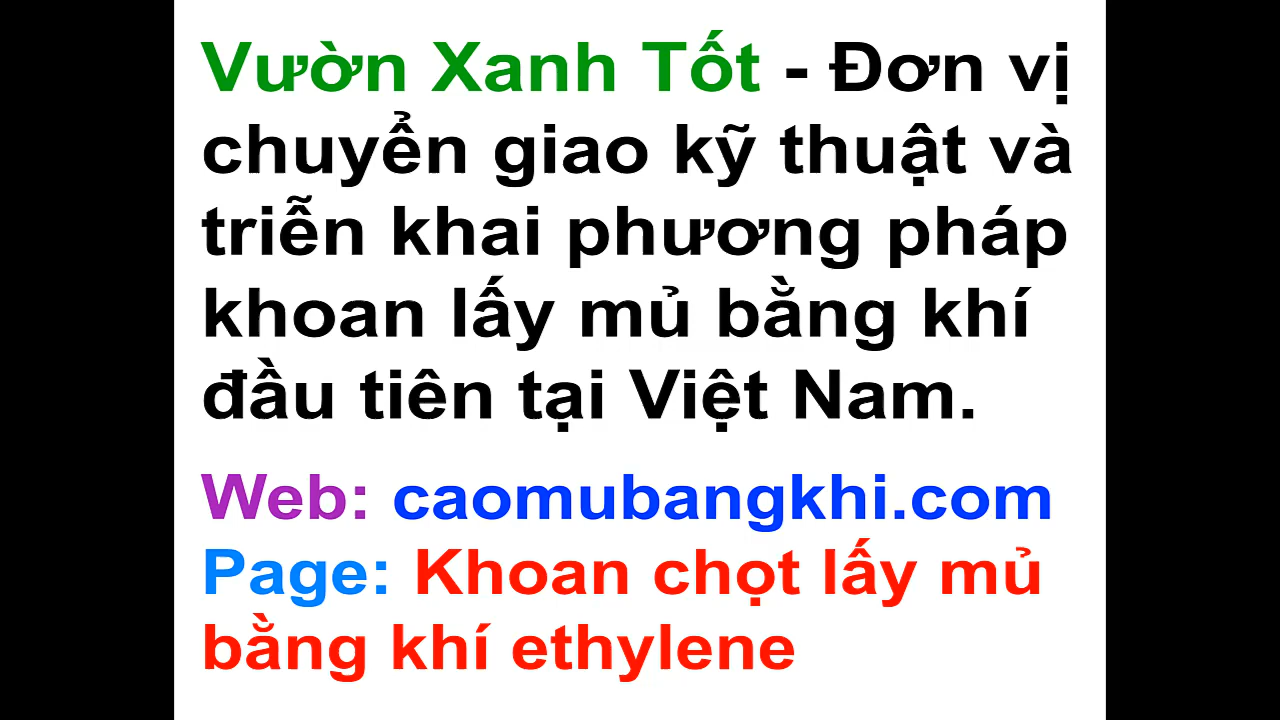 Vườn Xanh Tốt - Đơn vị
chuyển giao kỹ thuật và
triễn khai phương pháp
khoan lấy mủ bằng khí
đầu tiên tại Việt Nam.
Web: caomubangkhi.com
Page: Khoan chọt lấy mủ
bằng khí ethylene